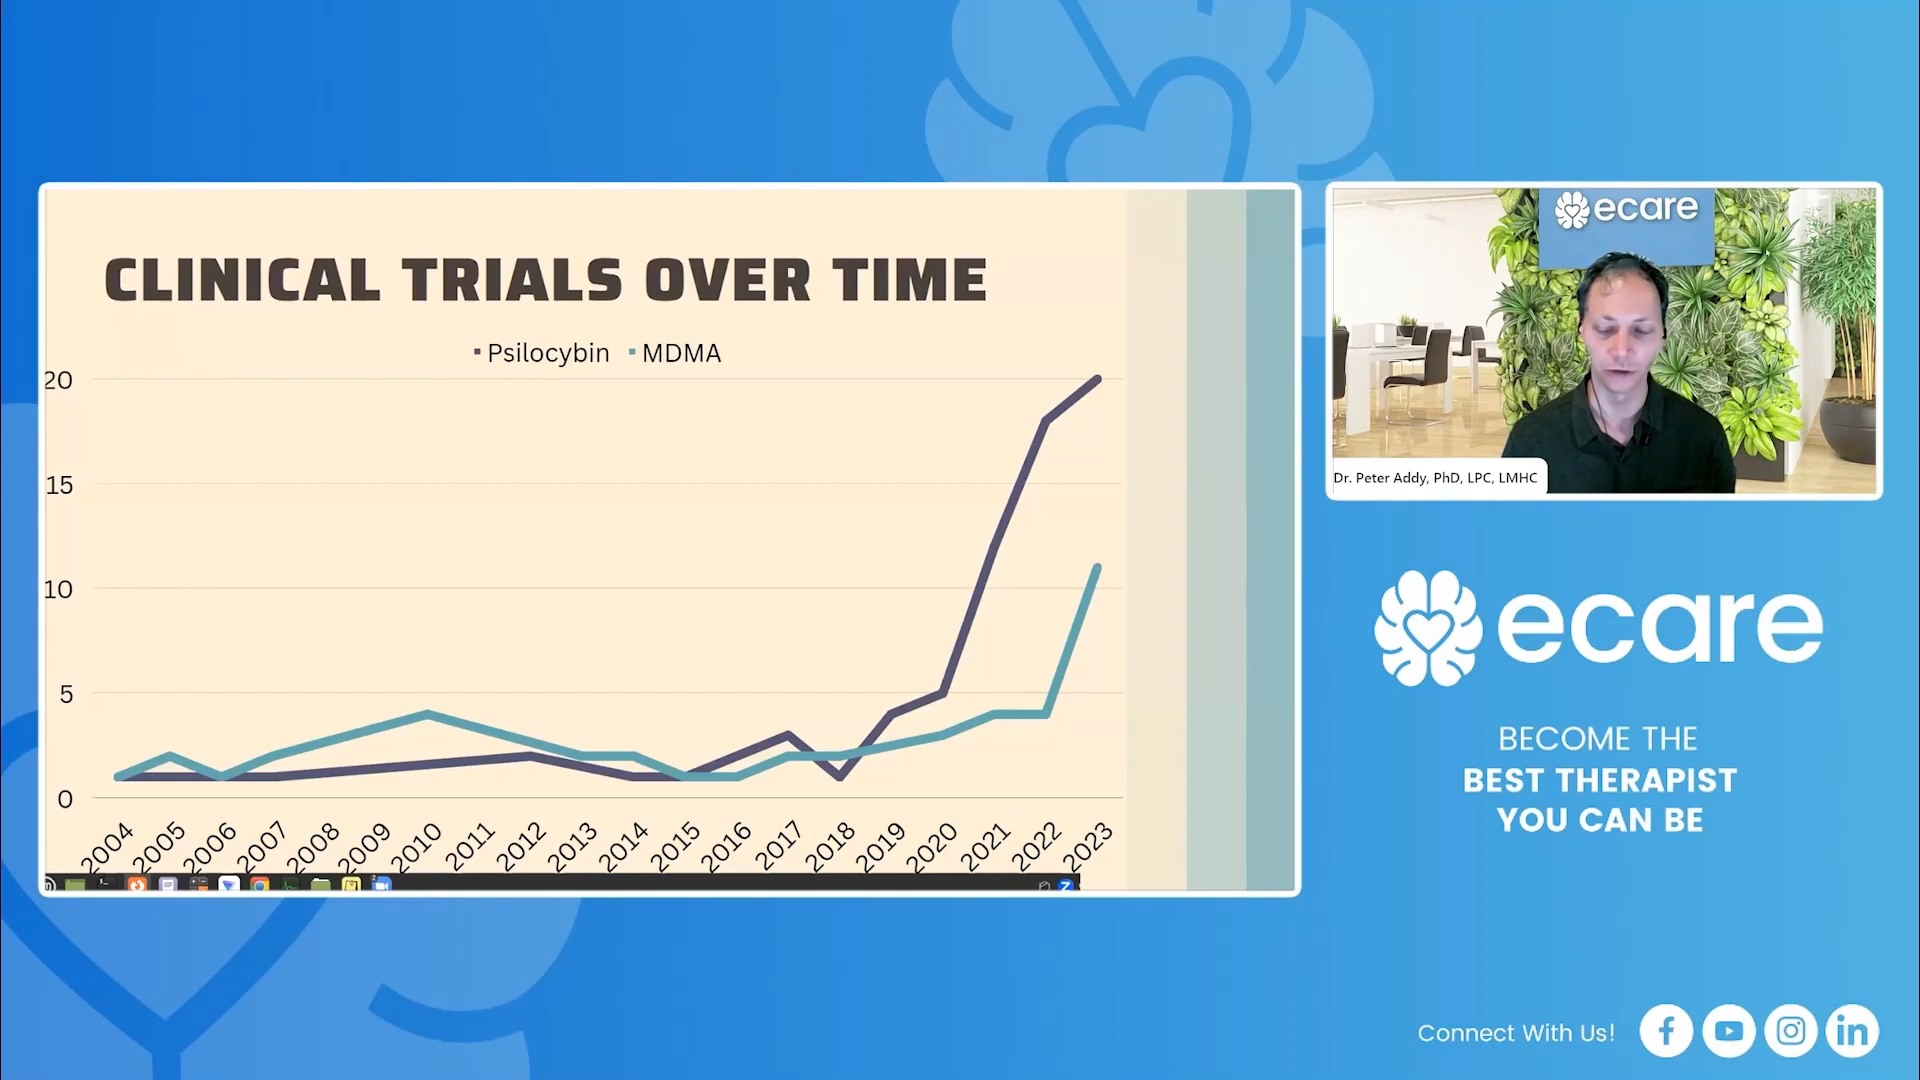 CLINICAL TRIALS OVER TIME
Psilocybin MDMA
20
15
10
5
0
2004 2005 2006 2007 2008 2009 2010 2011 2012 2013 2014 2015 2016 2017 2018 2019 2020 2021 2022 2023
ecare
Dr. Peter Addy, PhD, LPC, LMHC
ecare
BECOME THE
BEST THERAPIST
YOU CAN BE
Connect With Us!